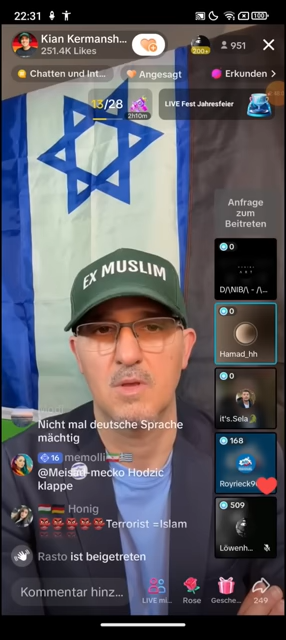 22:31
100
Kian Kermansh...
251.4K Likes
200+
951
Chatten und Int...
Angesagt
Erkunden
13/28
2h10m
LIVE Fest Jahresfeier
Anfrage
zum
Beitreten
0
0
Hamad_hh
0
it's.Sela🌙
168
Royrieck9
509
Löwenh...
EX MUSLIM
Nicht mal deutsche Sprache
mächtig
16 memolli
@Meisam-mecko Hodzic
klappe
Honig
👹👹👹👹👹Terrorist =Islam
Rasto ist beigetreten
Kommentar hinz...
LIVE mi...
Rose
Gesche...
249